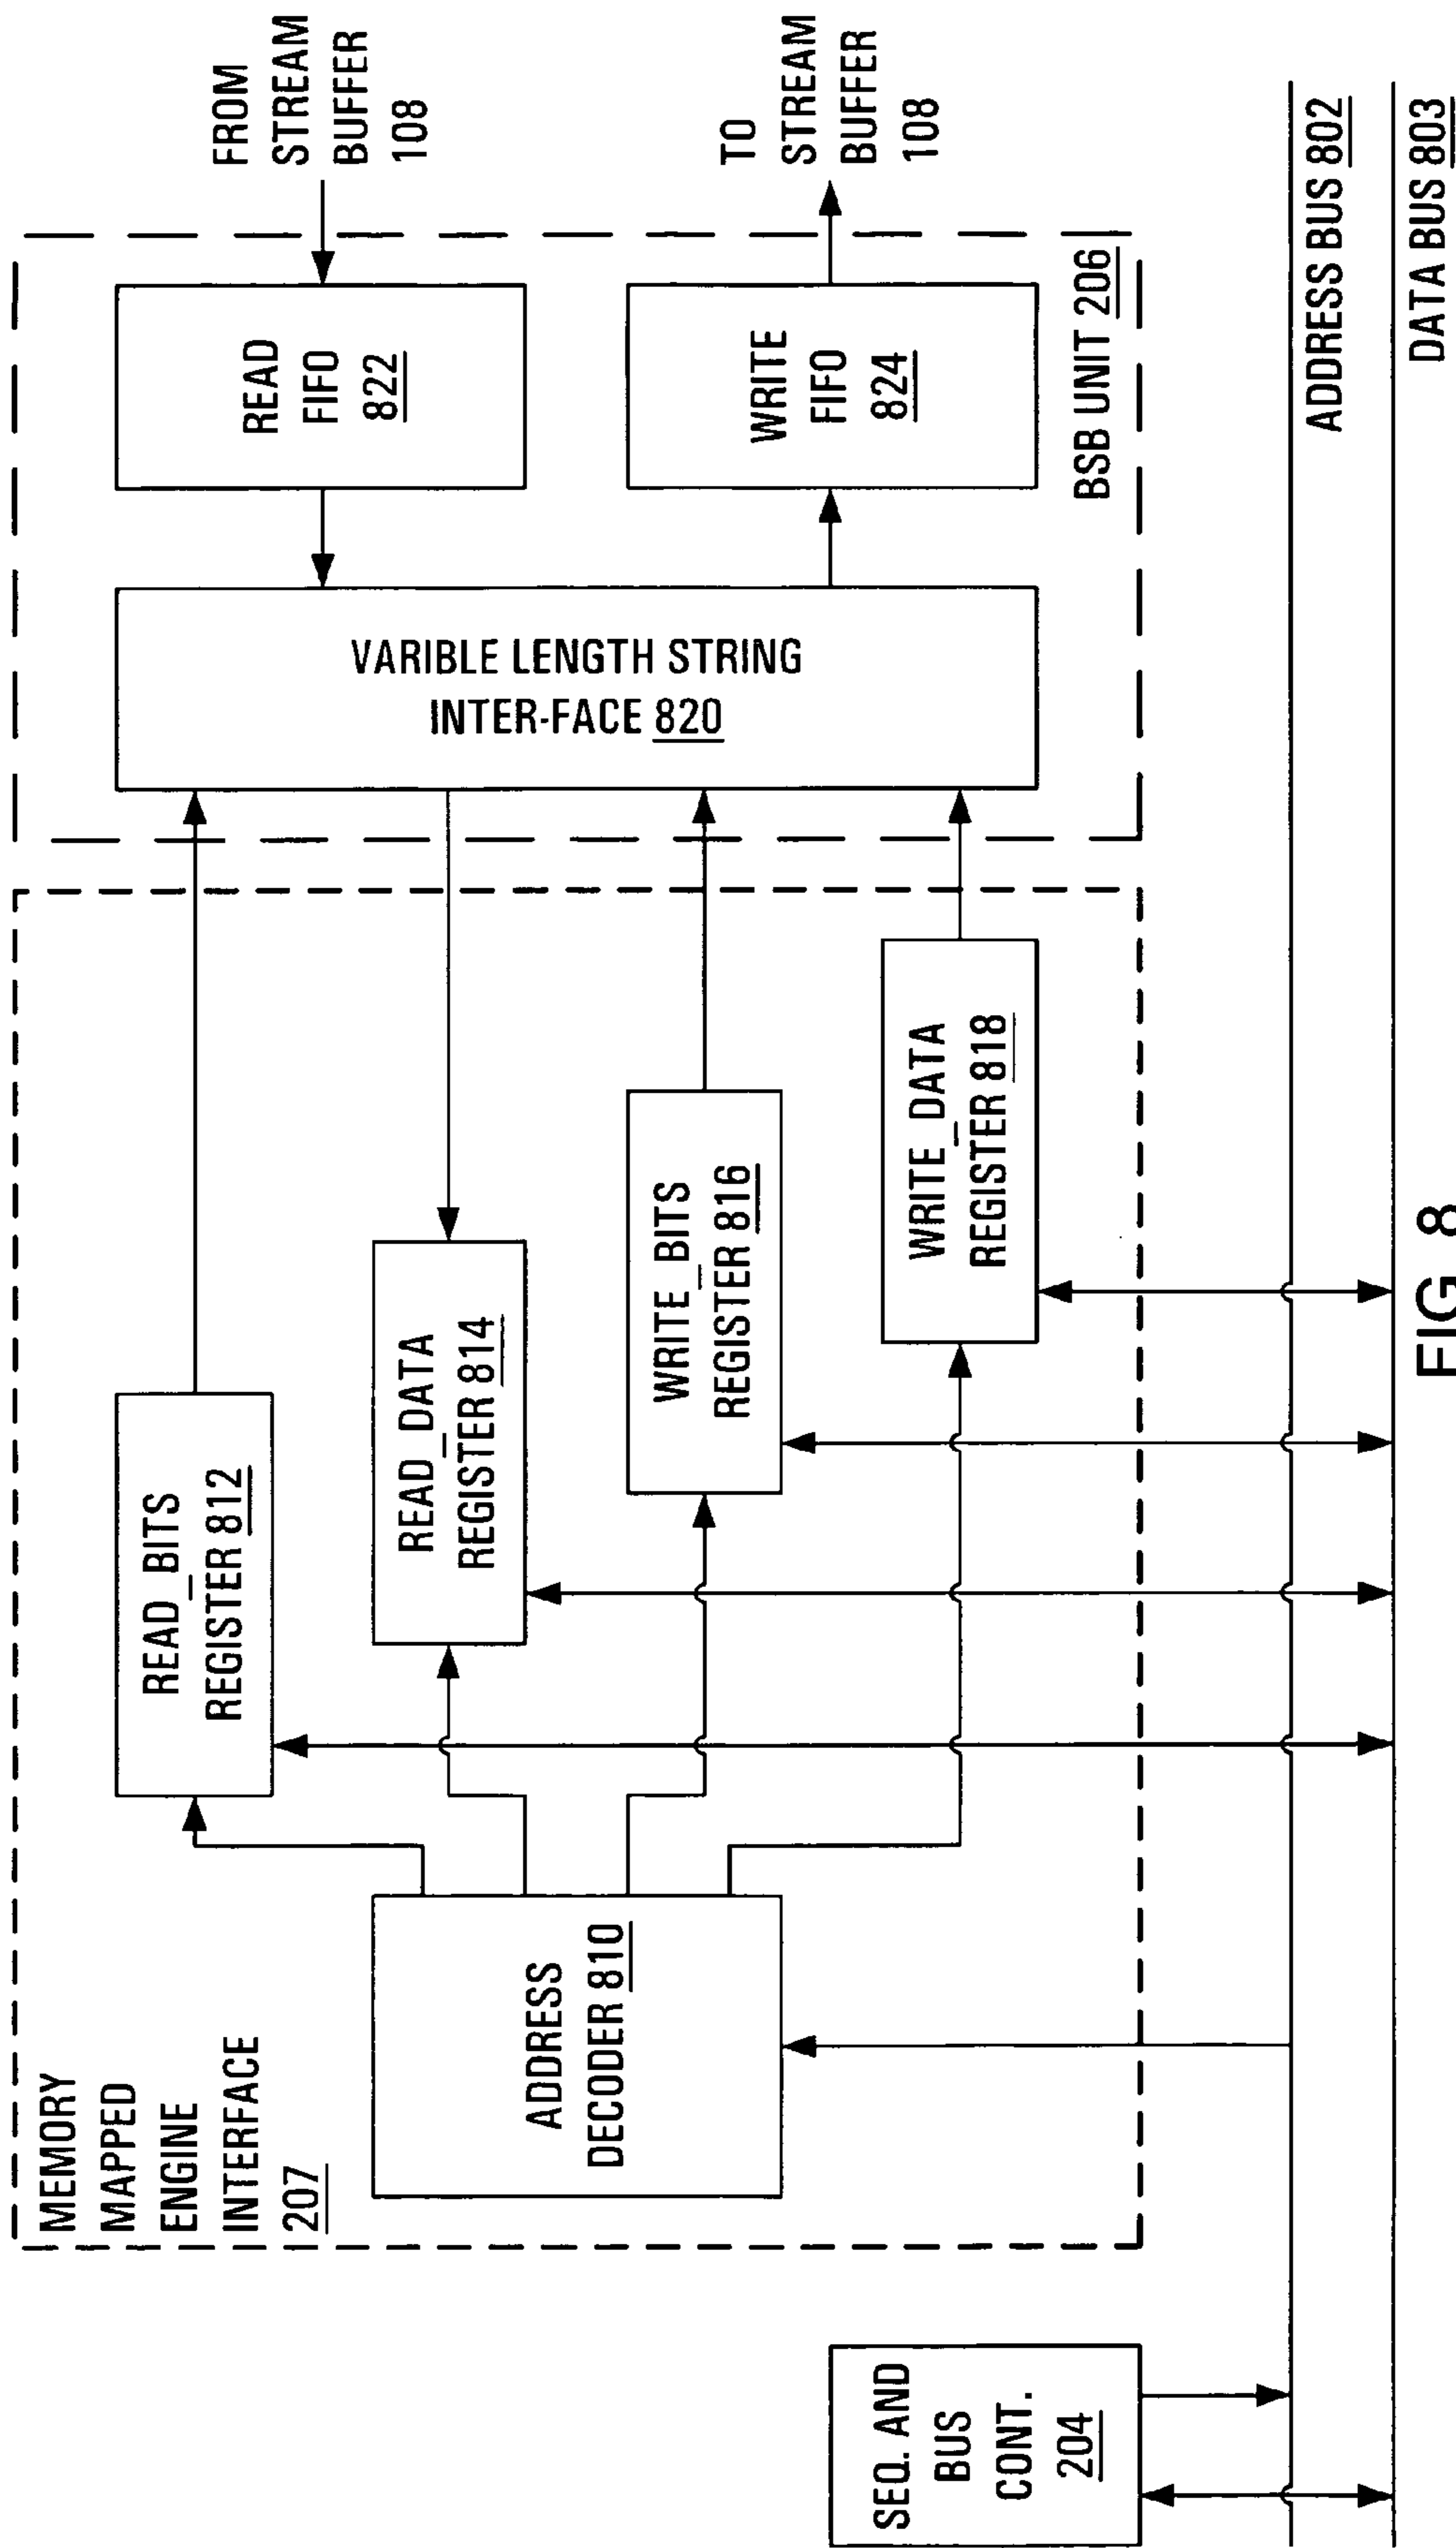 MEMORY
MAPPED
ENGINE
INTERFACE
207
READ_BITS
REGISTER 812
READ_DATA
REGISTER 814
WRITE_BITS
REGISTER 816
WRITE_DATA
REGISTER 818
ADDRESS
DECODER 810
VARIBLE LENGTH STRING
INTER-FACE 820
READ
FIFO
822
WRITE
FIFO
824
BSB UNIT 206
FROM
STREAM
BUFFER
108
TO
STREAM
BUFFER
108
SEQ. AND
BUS
CONT.
204
ADDRESS BUS 802
DATA BUS 803
FIG. 8